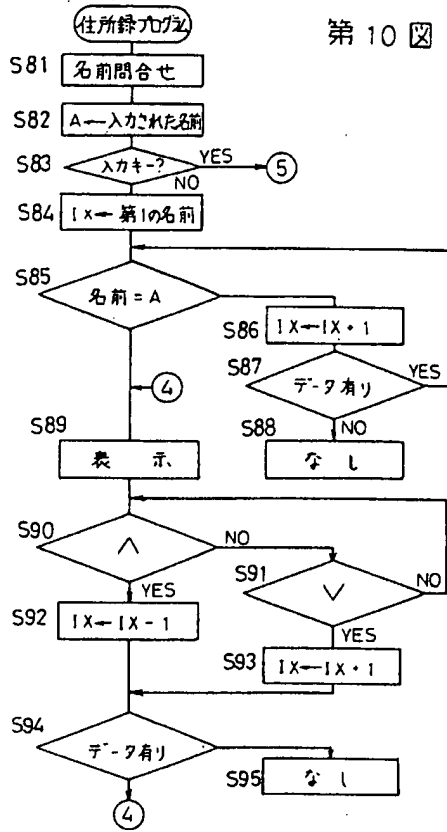 第10図
住所録プログラム
S81 名前問合せ
S82 A←入力された名前
S83 入力キー? YES ⑤
NO
S84 IX←第1の名前
S85 名前=A
S86 IX←IX+1
S87 データ有り YES
NO
S88 なし
④
S89 表示
S90 ∧ NO
YES
S91 ∨ NO
YES
S92 IX←IX-1
S93 IX←IX+1
S94 データ有り
S95 なし
④